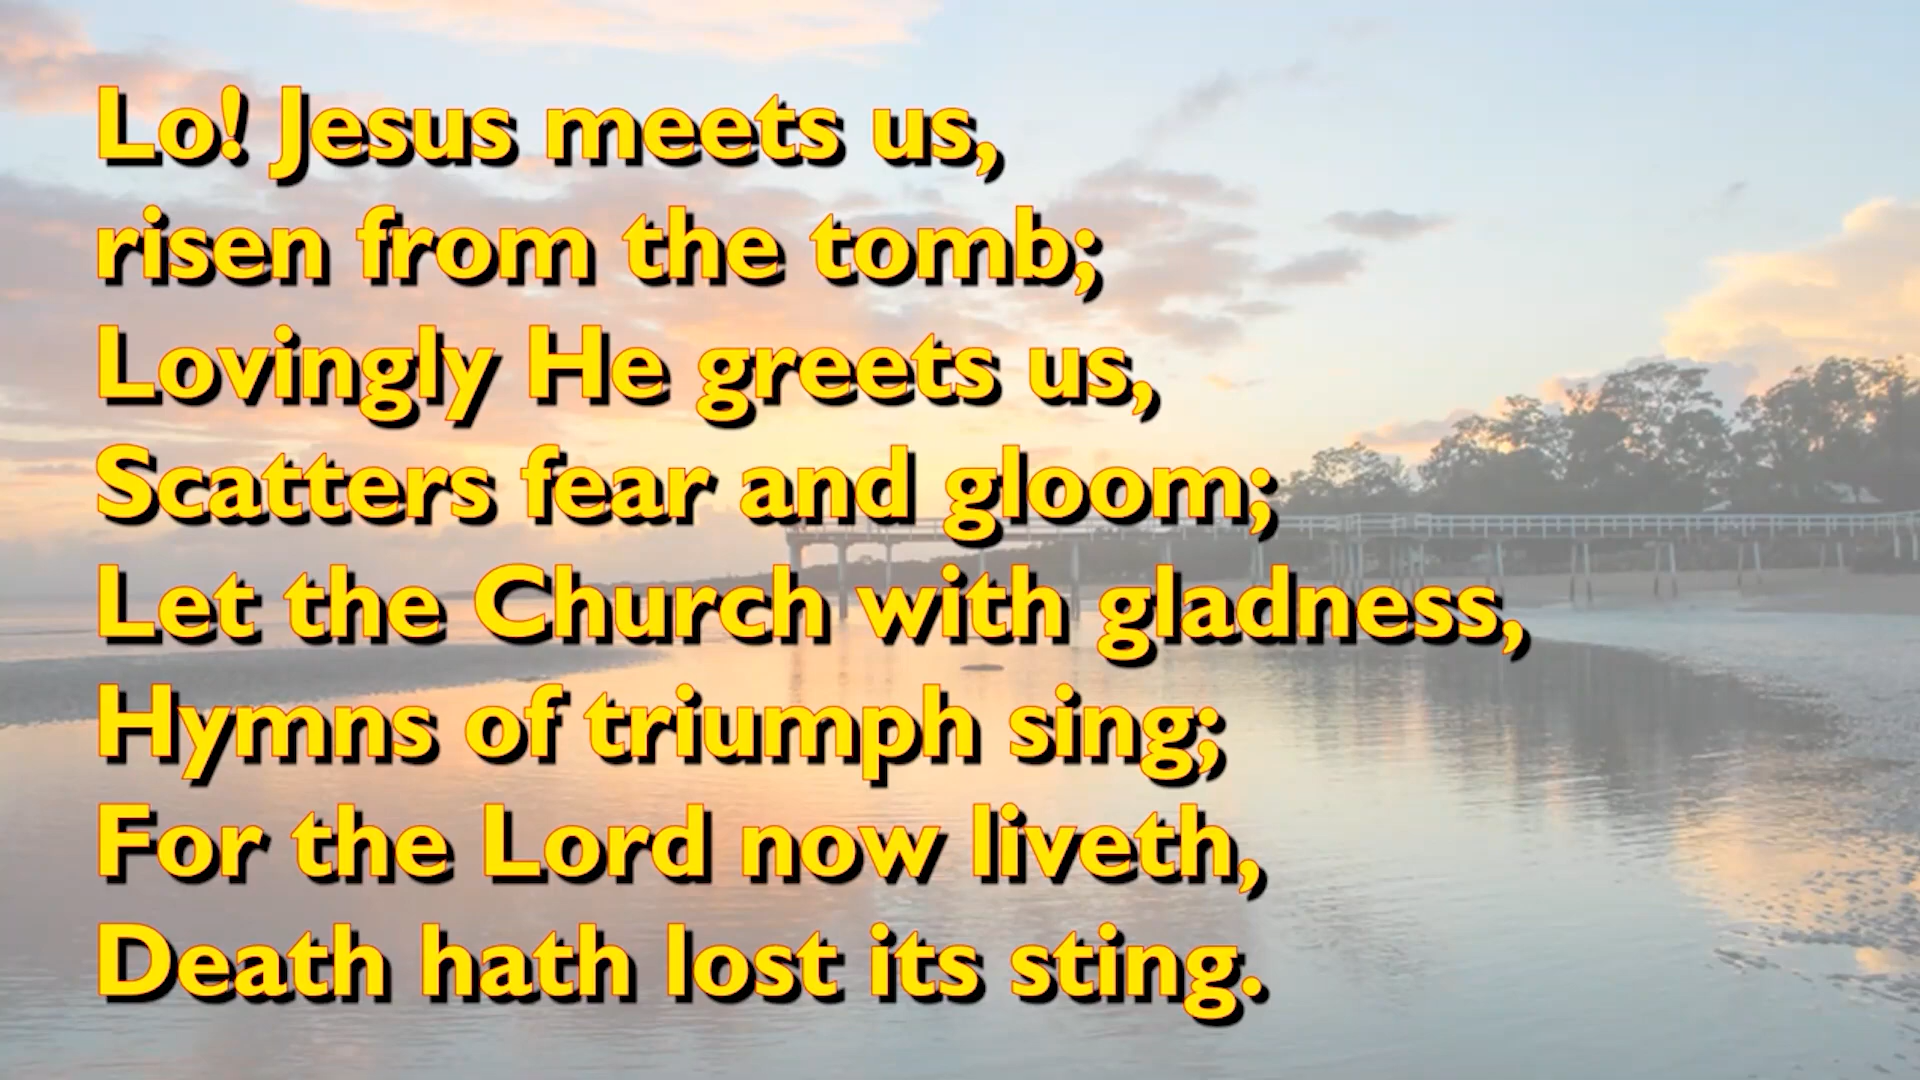 Lo! Jesus meets us,
risen from the tomb;
Lovingly He greets us,
Scatters fear and gloom;
Let the Church with gladness,
Hymns of triumph sing;
For the Lord now liveth,
Death hath lost its sting.